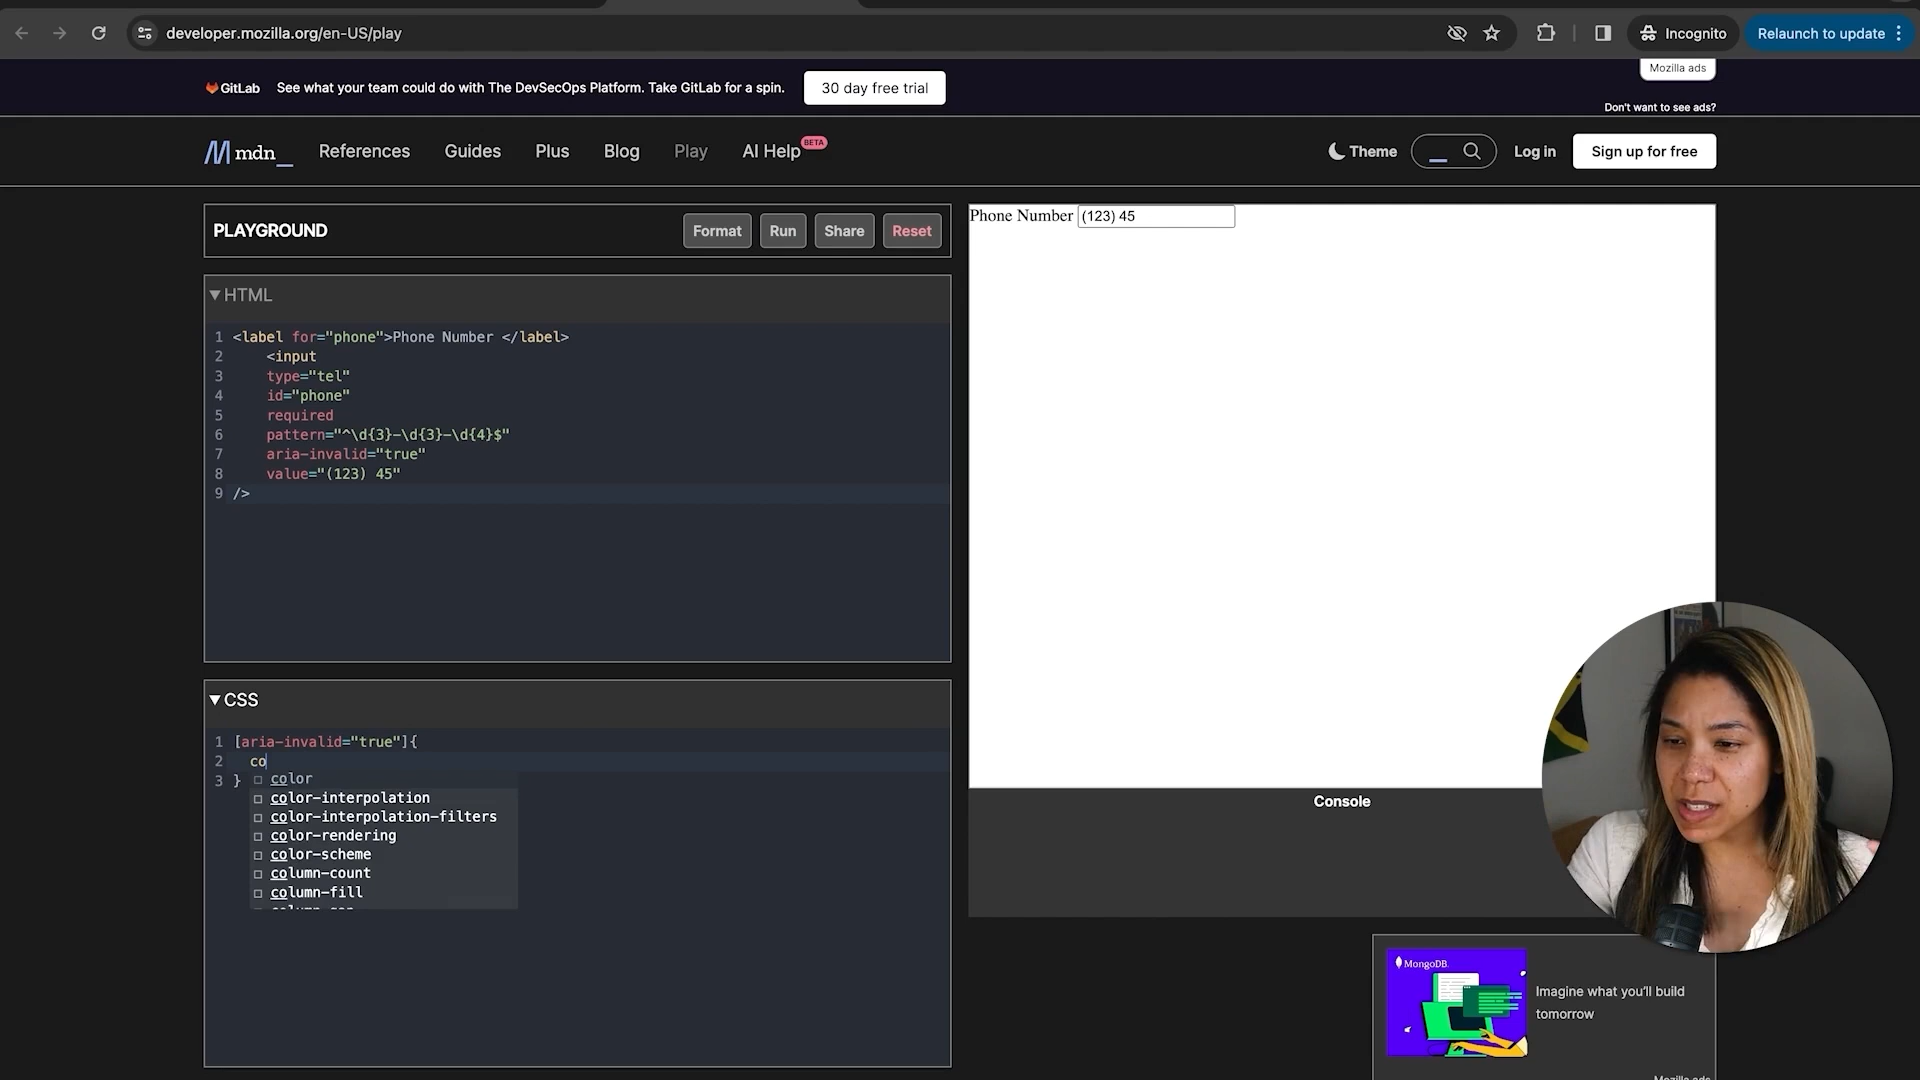 developer.mozilla.org/en-US/play
Incognito
Relaunch to update
GitLab
See what your team could do with The DevSecOps Platform. Take GitLab for a spin.
30 day free trial
Mozilla ads
Don't want to see ads?
mdn_
References
Guides
Plus
Blog
Play
AI Help
BETA
Theme
Log in
Sign up for free
PLAYGROUND
Format
Run
Share
Reset
Phone Number (123) 45
HTML
1 <label for="phone">Phone Number </label>
2 <input
3 type="tel"
4 id="phone"
5 required
6 pattern="^\d{3}-\d{3}-\d{4}$"
7 aria-invalid="true"
8 value="(123) 45"
9 />
CSS
1 [aria-invalid="true"]{
2 co
3 }
color
color-interpolation
color-interpolation-filters
color-rendering
color-scheme
column-count
column-fill
Console
MongoDB.
Imagine what you'll build
tomorrow
Mozilla ads